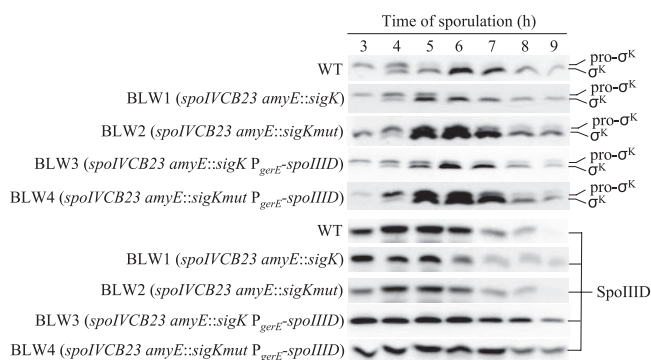 Time of sporulation (h)
3 4 5 6 7 8 9
WT pro-σᴷ
σᴷ
BLW1 (spoIVCB23 amyE::sigK) pro-σᴷ
σᴷ
BLW2 (spoIVCB23 amyE::sigKmut) pro-σᴷ
σᴷ
BLW3 (spoIVCB23 amyE::sigK PgerE-spoIIID) pro-σᴷ
σᴷ
BLW4 (spoIVCB23 amyE::sigKmut PgerE-spoIIID) pro-σᴷ
σᴷ
WT
BLW1 (spoIVCB23 amyE::sigK)
BLW2 (spoIVCB23 amyE::sigKmut) SpoIIID
BLW3 (spoIVCB23 amyE::sigK PgerE-spoIIID)
BLW4 (spoIVCB23 amyE::sigKmut PgerE-spoIIID)